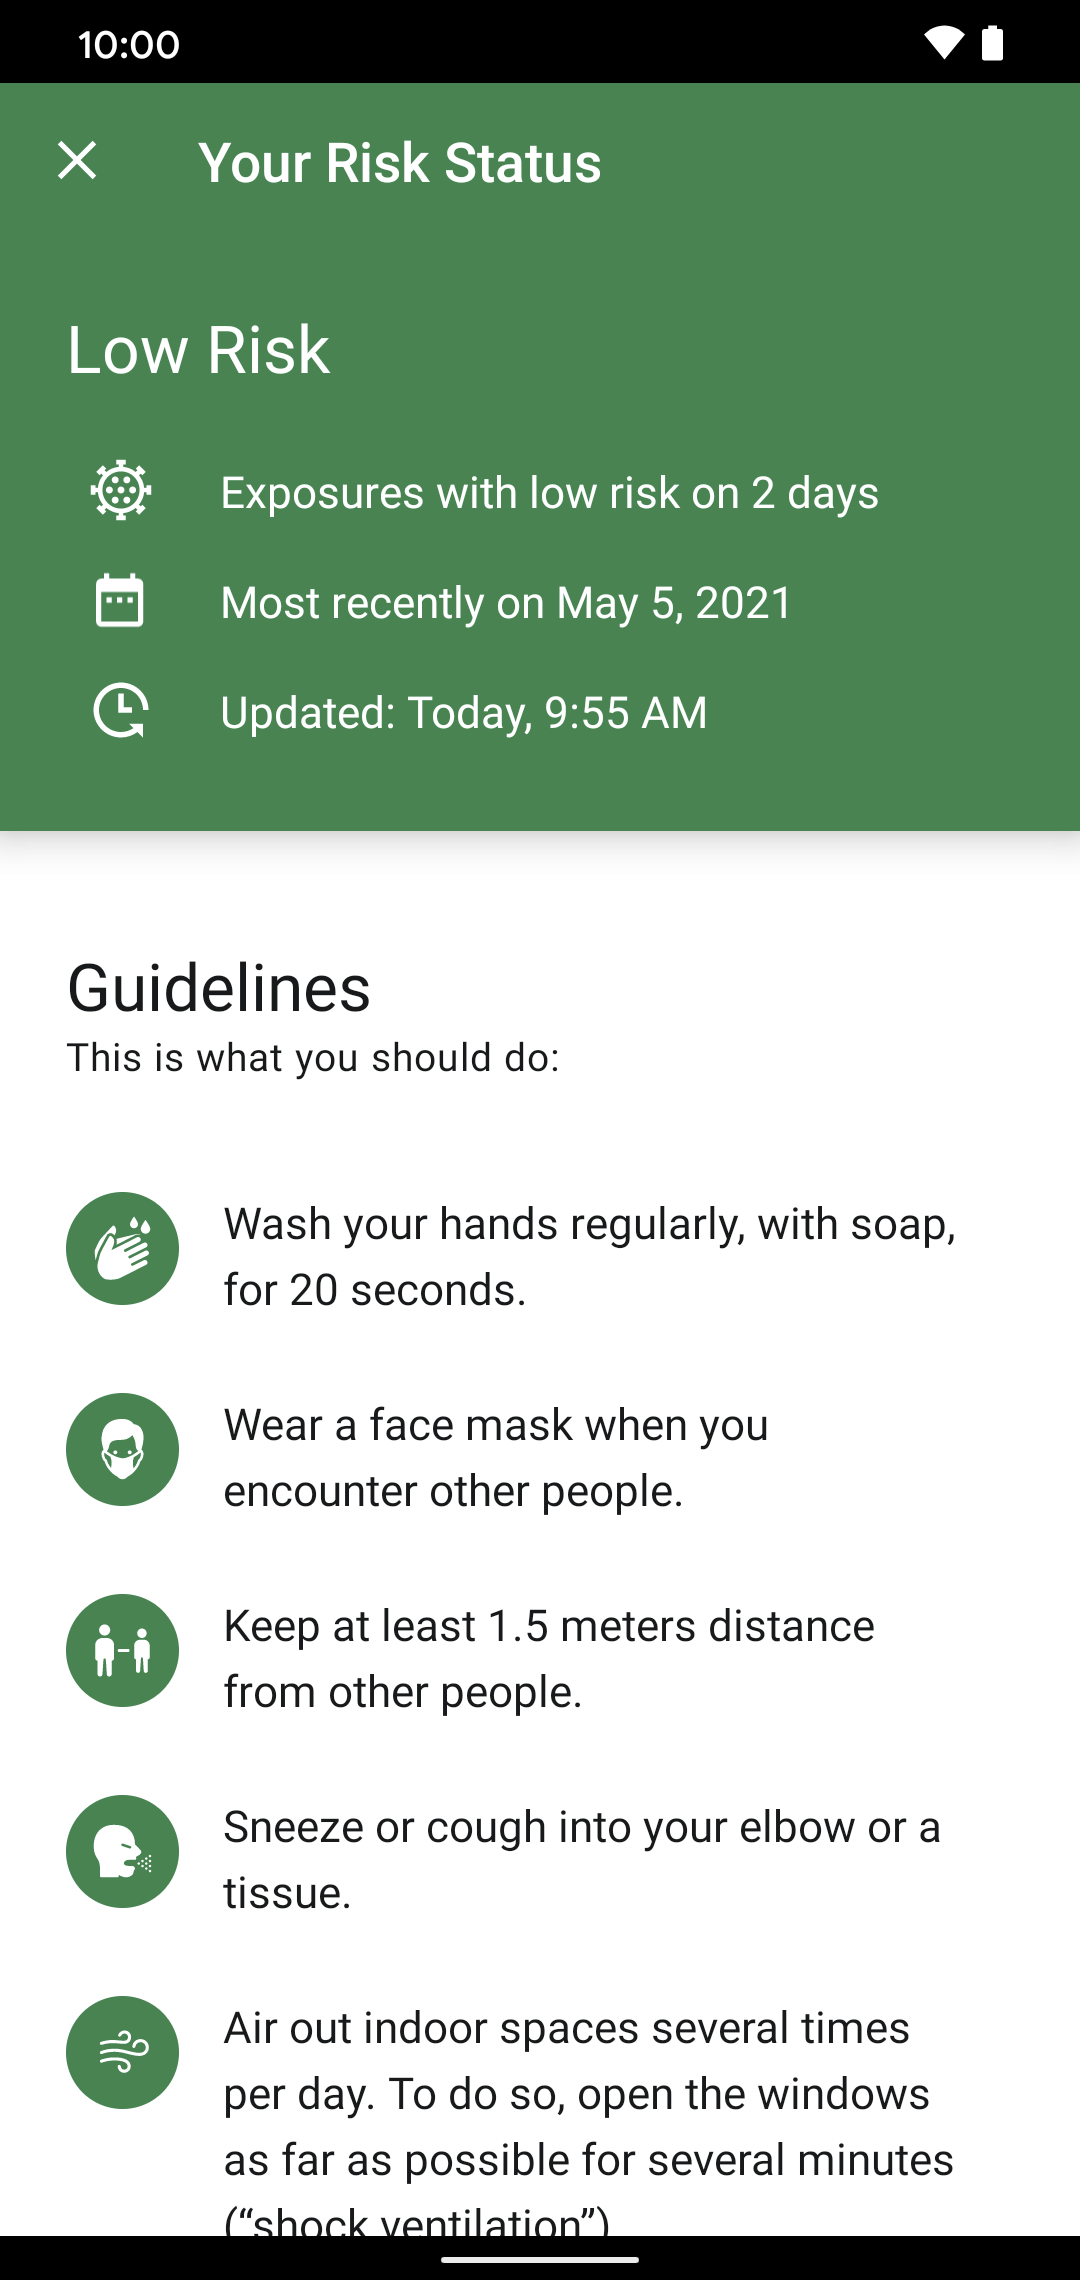 10:00
Your Risk Status
Low Risk
Exposures with low risk on 2 days
Most recently on May 5, 2021
Updated: Today, 9:55 AM
Guidelines
This is what you should do:
Wash your hands regularly, with soap,
for 20 seconds.
Wear a face mask when you
encounter other people.
Keep at least 1.5 meters distance
from other people.
Sneeze or cough into your elbow or a
tissue.
Air out indoor spaces several times
per day. To do so, open the windows
as far as possible for several minutes
(“shock ventilation”)